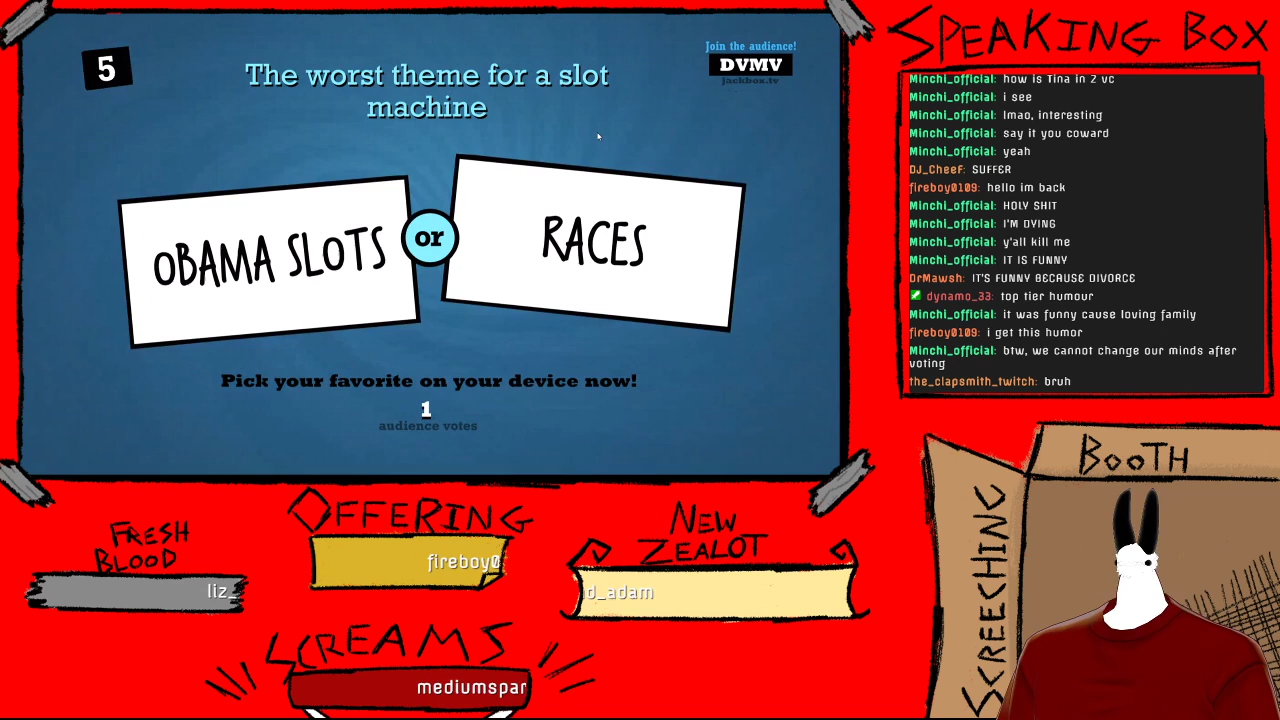 5
The worst theme for a slot
machine
Join the audience!
DVMV
jackbox.tv
OBAMA SLOTS
or
RACES
Pick your favorite on your device now!
1
audience votes
SPEAKING BOX
Minchi_official: how is Tina in 2 vc
Minchi_official: i see
Minchi_official: lmao, interesting
Minchi_official: say it you coward
Minchi_official: yeah
DJ_Cheef: SUFFER
fireboy0109: hello im back
Minchi_official: HOLY SHIT
Minchi_official: I'M DYING
Minchi_official: y'all kill me
Minchi_official: IT IS FUNNY
DrMawsh: IT'S FUNNY BECAUSE DIVORCE
dynamo_33: top tier humour
Minchi_official: it was funny cause loving family
fireboy0109: i get this humor
Minchi_official: btw, we cannot change our minds after
voting
the_clapsmith_twitch: bruh
FRESH
BLOOD
liz_
OFFERING
fireboy0
NEW
ZEALOT
d_adam
SCREAMS
mediumspar
BOOTH
SCREECHING